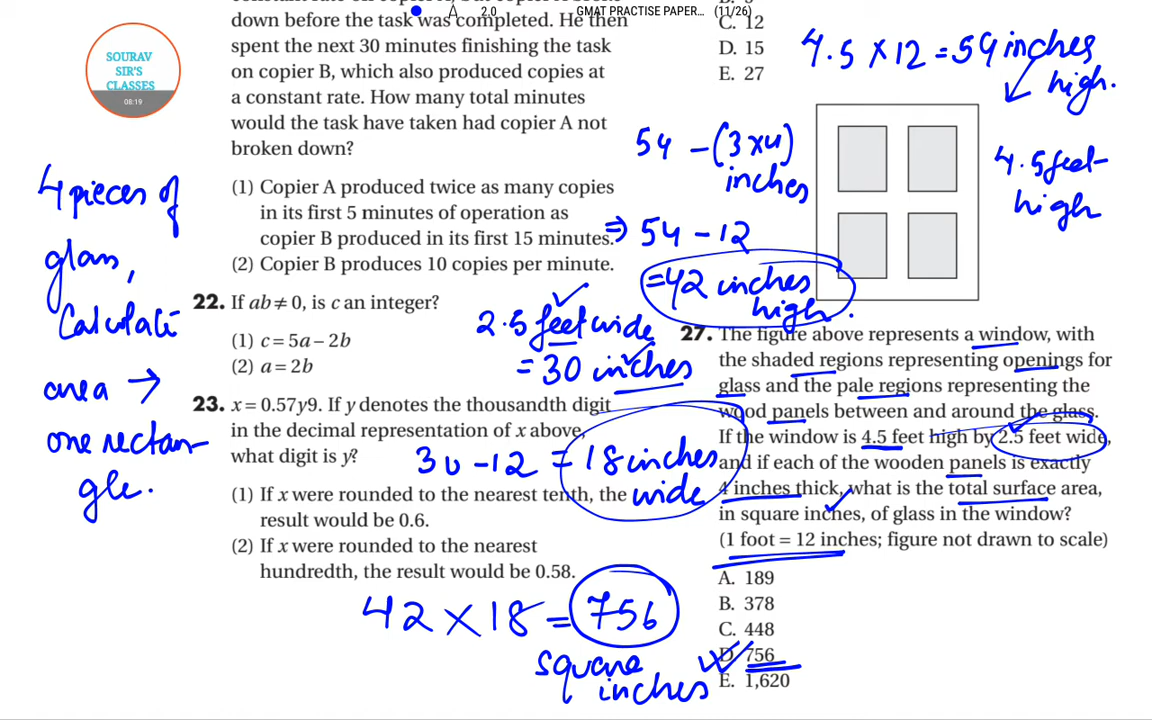 GMAT PRACTISE PAPER... (11/26)
A 2.0
SOURAV
SIR'S
CLASSES
08:19
down before the task was completed. He then
spent the next 30 minutes finishing the task
on copier B, which also produced copies at
a constant rate. How many total minutes
would the task have taken had copier A not
broken down?
(1) Copier A produced twice as many copies
in its first 5 minutes of operation as
copier B produced in its first 15 minutes.
(2) Copier B produces 10 copies per minute.
22. If ab ≠ 0, is c an integer?
(1) c = 5a – 2b
(2) a = 2b
23. x = 0.57y9. If y denotes the thousandth digit
in the decinal representation of x above,
what digit is y?
(1) If x were rounded to the nearest tenth, the
result would be 0.6.
(2) If x were rounded to the nearest
hundredth, the result would be 0.58.
4 pieces of
glass,
Calculate
area →
one rectan-
gle.
C. 12
D. 15
E. 27
4.5 × 12 = 54 inches
high.
4.5 feet
high
54 - (3×4)
inches
⇒ 54 - 12
= 42 inches
high.
2.5 feet wide
= 30 inches
30 - 12 = 18 inches
wide
42 × 18 = 756
square
inches
27. The figure above represents a window, with
the shaded regions representing openings for
glass and the pale regions representing the
wood panels between and around the glass.
If the window is 4.5 feet high by 2.5 feet wide,
and if each of the wooden panels is exactly
4 inches thick, what is the total surface area,
in square inches, of glass in the window?
(1 foot = 12 inches; figure not drawn to scale)
A. 189
B. 378
C. 448
D. 756
E. 1,620